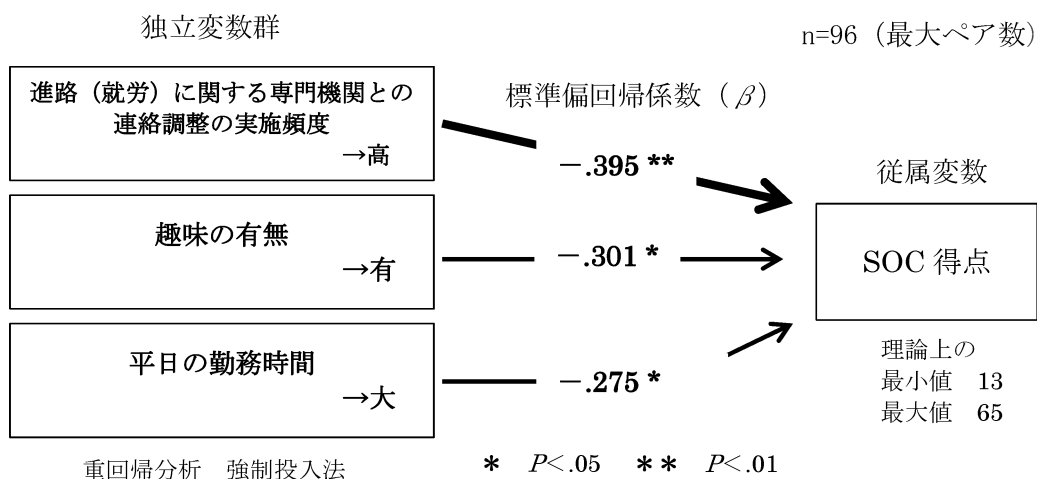 独立変数群
n=96（最大ペア数）
進路（就労）に関する専門機関との
連絡調整の実施頻度
→高
標準偏回帰係数（β）
−.395 **
従属変数
趣味の有無
→有
−.301 *
SOC 得点
平日の勤務時間
→大
−.275 *
理論上の
最小値　13
最大値　65
重回帰分析　強制投入法
*　P<.05　**　P<.01